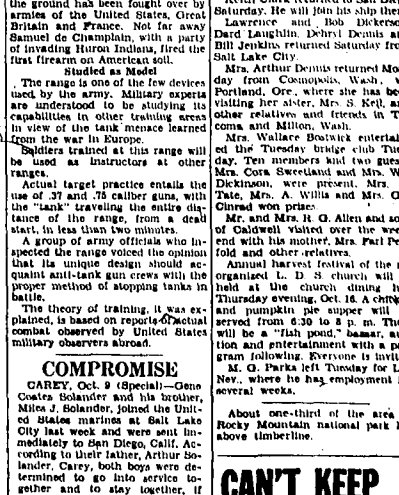 the ground has been fought over by
armies of the United States, Great
Britain and France. Not far away
Samuel de Champlain, with a party
of invading Huron Indians, fired the
first firearm on American soil.
Studied as Model
The range is one of the few devices
used by the army. Military experts
are understood to be studying its
capabilities in other training areas
in view of the tank menace learned
from the war in Europe.
Soldiers trained at this range will
be used as instructors at other
ranges.
Actual target practice entails the
use of .37 and .75 caliber guns, with
the "tank" traveling the entire dis-
tance of the range, from a dead
start, in less than two minutes.
A group of army officials who in-
spected the range voiced the opinion
that its unique design should ac-
quaint anti-tank gun crews with the
proper method of stopping tanks in
battle.
The theory of training, it was ex-
plained, is based on reports of actual
combat observed by United States
military observers abroad.
COMPROMISE
CAREY, Oct. 9 (Special)—Gene
Coates Bolander and his brother,
Miles J. Bolander, joined the Unit-
ed States marines at Salt Lake
City last week and were sent im-
mediately to San Diego, Calif. Ac-
cording to their father, Arthur Bo-
lander, Carey, both boys were de-
termined to go into service to-
gether and to stay together, if
Saturday. He will join his ship the
Lawrence and Bob Dickerso
Dard Laughlin, Dehrel Dennis a
Bill Jenkins returned Saturday fro
Salt Lake City.
Mrs. Arthur Dennis returned Mo
day from Cosmopolis, Wash.,
Portland, Ore., where she has be
visiting her sister, Mrs. S. Keil, a
other relatives and friends in T
coma and Milton, Wash.
Mrs. Wallace Bostwick entertai
ed the Tuesday bridge club Tue
day. Ten members and two gues
Mrs. Cora Sweetland and Mrs. W
Dickinson, were present. Mrs.
Tate, Mrs. A. Willis and Mrs. G
Clnrad won prizes.
Mr. and Mrs. R. G. Allen and so
of Caldwell visited over the wee
end with his mother, Mrs. Parl Pe
fold and other relatives.
Annual harvest festival of the
organized L. D. S. church will
held at the church dining h
Thursday evening, Oct. 16. A chick
and pumpkin pie supper will
served from 6:30 to 8 p. m. The
will be a "fish pond," bazaar, au
tion and entertainment with a p
gram following. Everyone is invit
M. G. Parks left Tuesday for L
Nev., where he has employment
several weeks.
About one-third of the area
Rocky Mountain national park
above timberline.
CAN'T KEEP